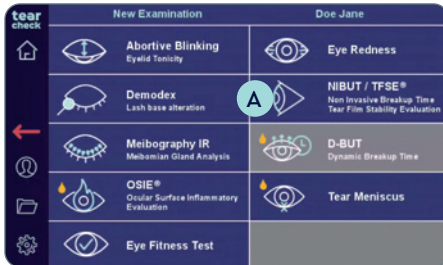 tear
check
New Examination
Doe Jane
Abortive Blinking
Eyelid Tonicity
Eye Redness
Demodex
Lash base alteration
A
NIBUT / TFSE®
Non Invasive Breakup Time
Tear Film Stability Evaluation
Meibography IR
Meibomian Gland Analysis
D-BUT
Dynamic Breakup Time
OSIE®
Ocular Surface Inflammatory
Evaluation
Tear Meniscus
Eye Fitness Test